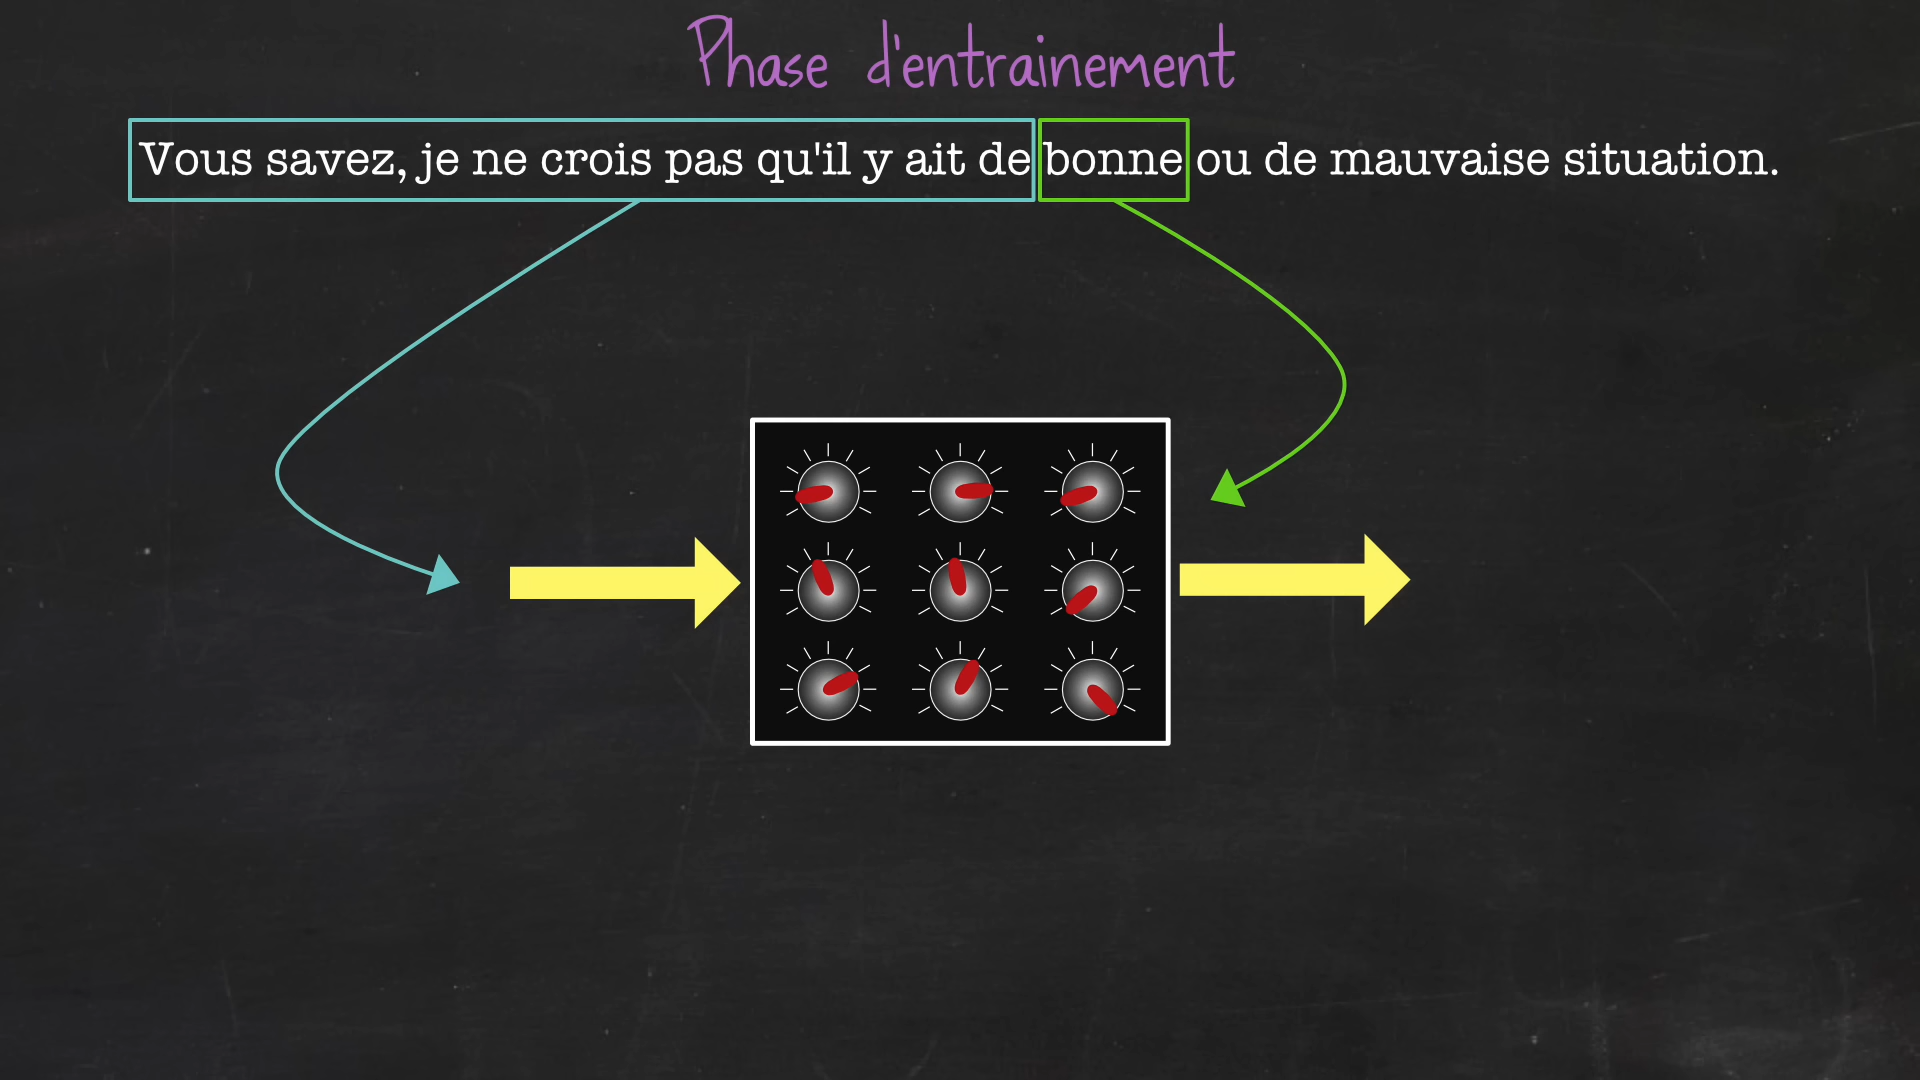 Phase d'entrainement
Vous savez, je ne crois pas qu'il y ait de bonne ou de mauvaise situation.